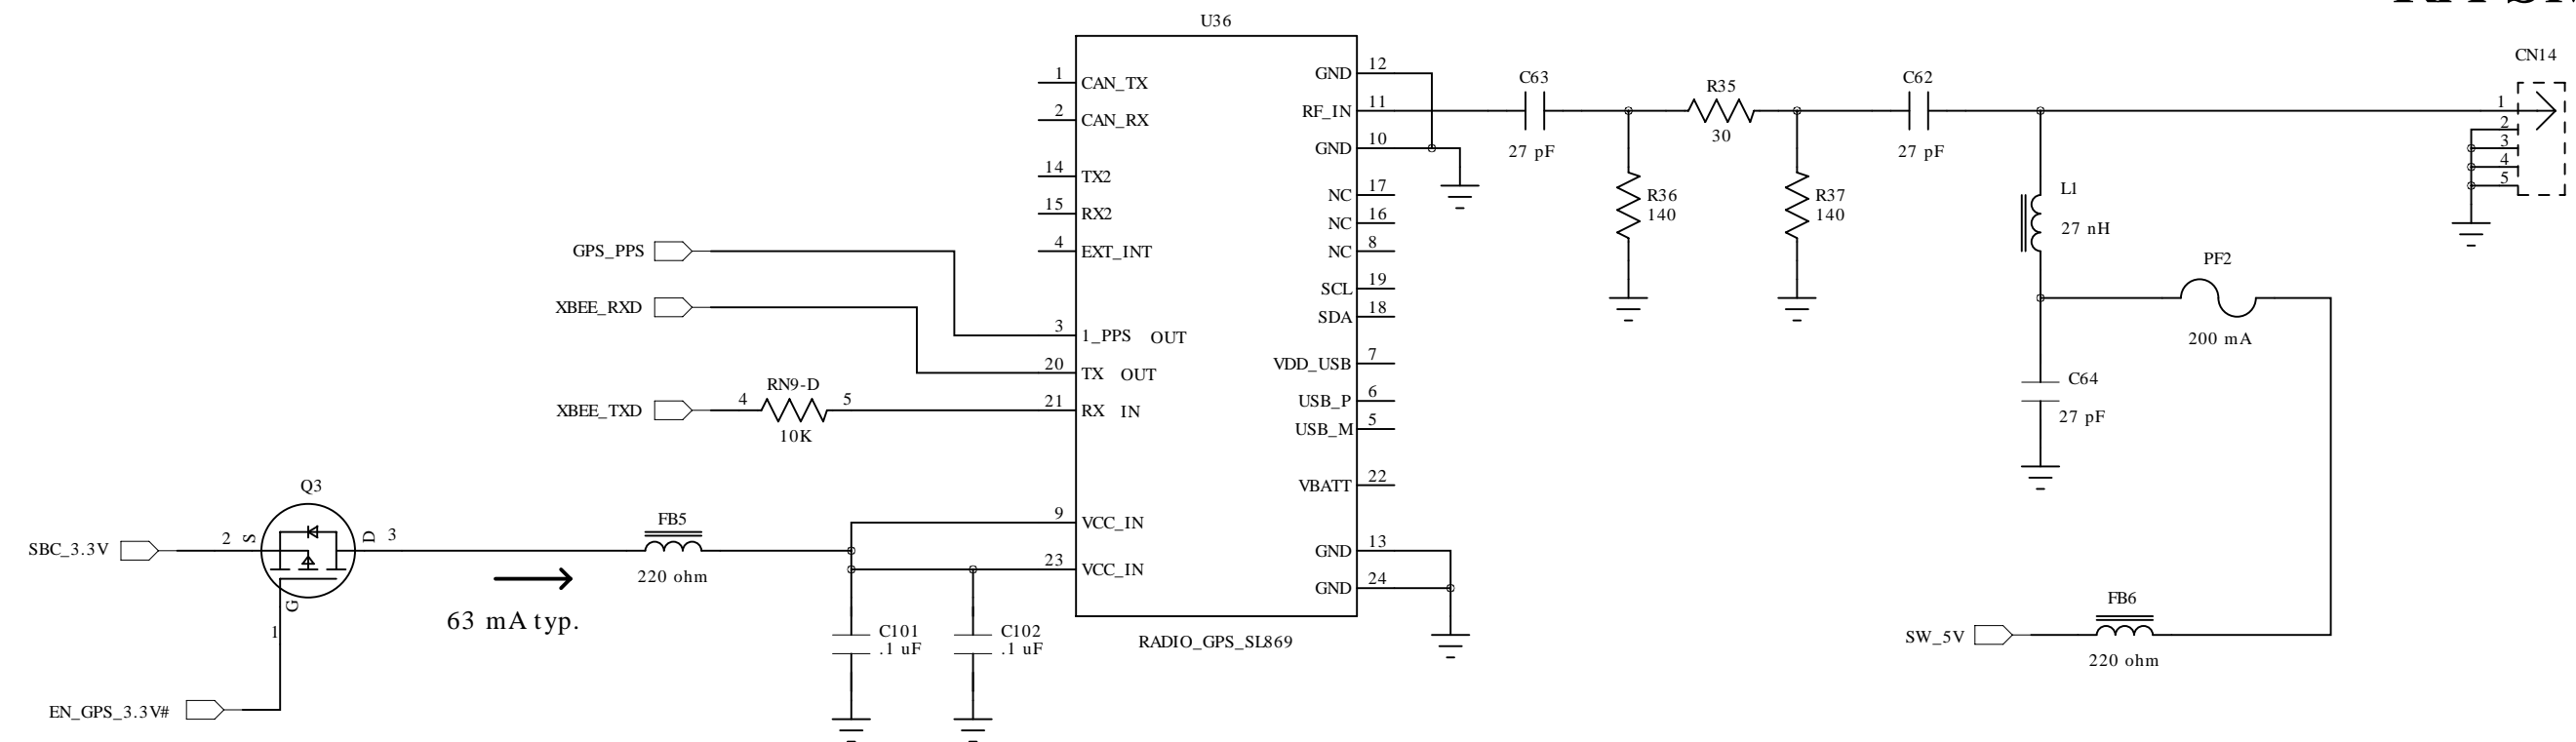 U36
CN14
1 CAN_TX
2 CAN_RX
14 TX2
15 RX2
4 EXT_INT
GPS_PPS
XBEE_RXD
3 1_PPS OUT
20 TX OUT
XBEE_TXD 4 RN9-D 5 21 RX IN
10K
GND 12
RF_IN 11
GND 10
NC 17
NC 16
NC 8
SCL 19
SDA 18
VDD_USB 7
USB_P 6
USB_M 5
VBATT 22
GND 13
GND 24
9 VCC_IN
23 VCC_IN
RADIO_GPS_SL869
C63
27 pF
R35
30
C62
27 pF
R36
140
R37
140
L1
27 nH
PF2
200 mA
C64
27 pF
1
2
3
4
5
Q3
SBC_3.3V 2 S D 3
G
1
EN_GPS_3.3V#
63 mA typ.
FB5
220 ohm
C101
.1 uF
C102
.1 uF
SW_5V
FB6
220 ohm